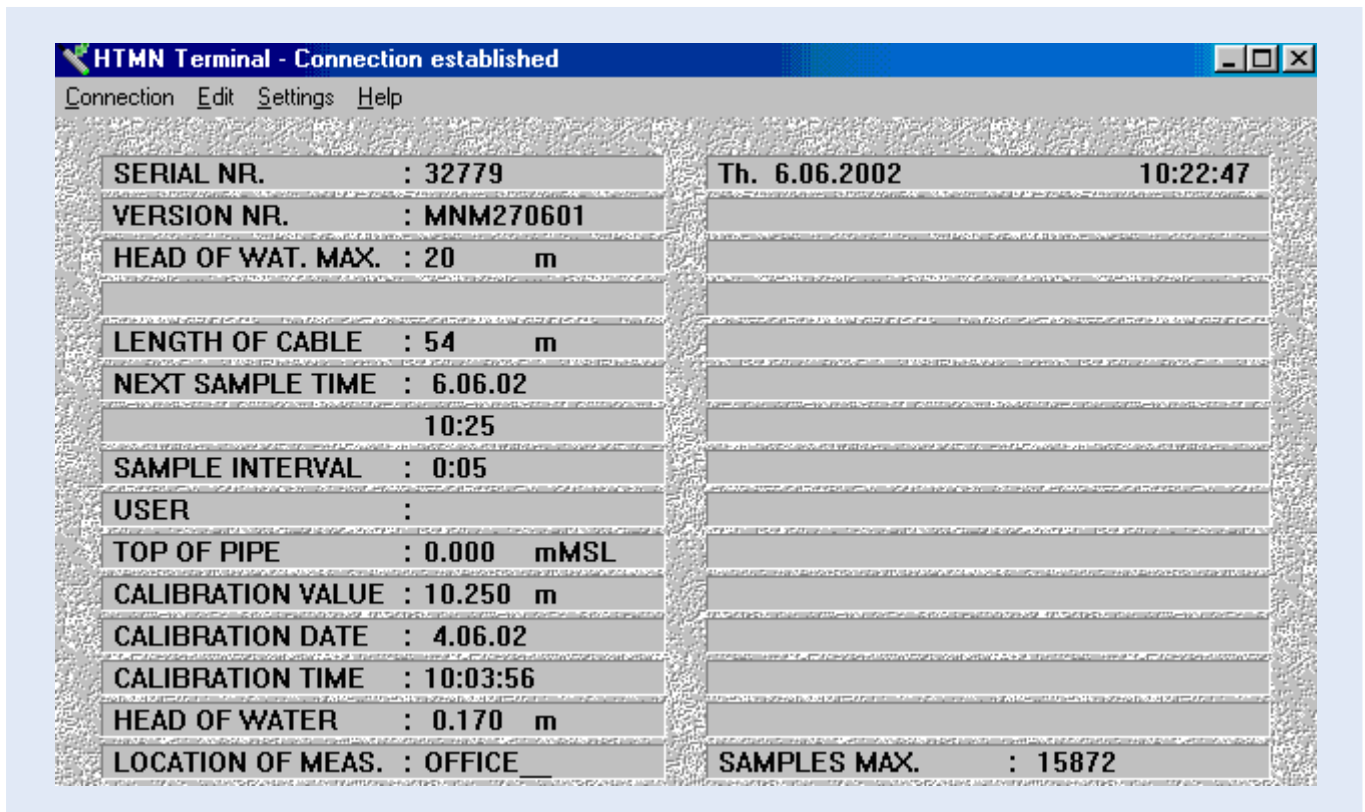 HTMN Terminal - Connection established
Connection Edit Settings Help
SERIAL NR. : 32779 Th. 6.06.2002 10:22:47
VERSION NR. : MNM270601
HEAD OF WAT. MAX. : 20 m
LENGTH OF CABLE : 54 m
NEXT SAMPLE TIME : 6.06.02
10:25
SAMPLE INTERVAL : 0:05
USER :
TOP OF PIPE : 0.000 mMSL
CALIBRATION VALUE : 10.250 m
CALIBRATION DATE : 4.06.02
CALIBRATION TIME : 10:03:56
HEAD OF WATER : 0.170 m
LOCATION OF MEAS. : OFFICE__ SAMPLES MAX. : 15872